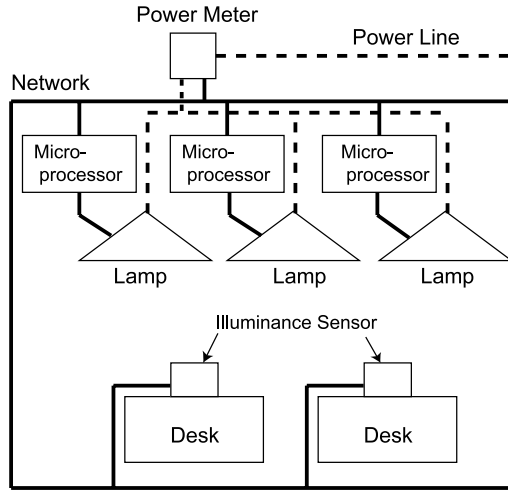 Power Meter
Power Line
Network
Micro-
processor
Micro-
processor
Micro-
processor
Lamp
Lamp
Lamp
Illuminance Sensor
Desk
Desk